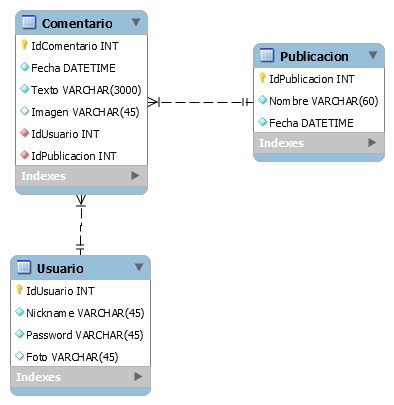 Comentario
IdComentario INT
Fecha DATETIME
Texto VARCHAR(3000)
Imagen VARCHAR(45)
IdUsuario INT
IdPublicacion INT
Indexes
Publicacion
IdPublicacion INT
Nombre VARCHAR(60)
Fecha DATETIME
Indexes
Usuario
IdUsuario INT
Nickname VARCHAR(45)
Password VARCHAR(45)
Foto VARCHAR(45)
Indexes